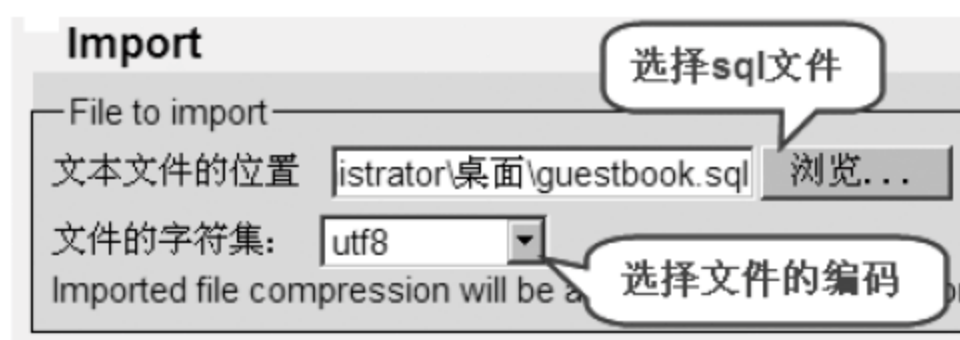 Import
选择sql文件
File to import
文本文件的位置 istrator\桌面\guestbook.sql 浏览...
文件的字符集: utf8
选择文件的编码
Imported file compression will be